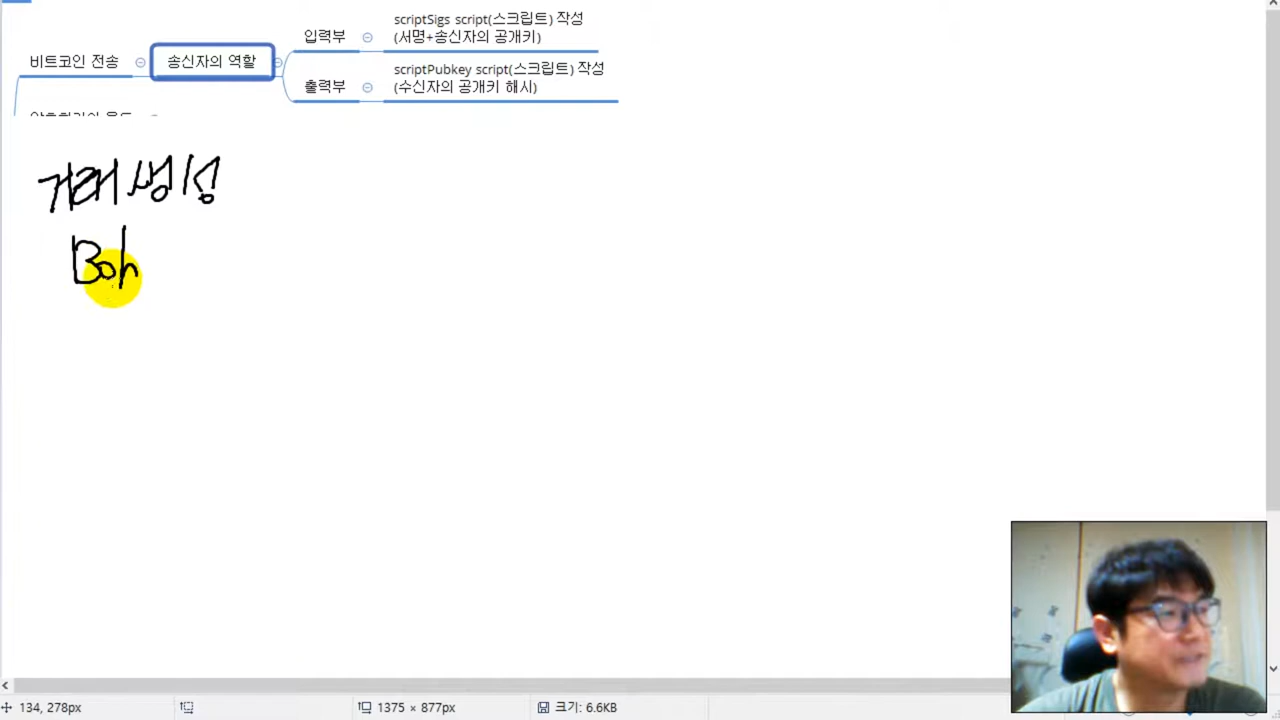 scriptSigs script(스크립트) 작성
(서명+송신자의 공개키)
입력부
비트코인 전송
송신자의 역할
scriptPubkey script(스크립트) 작성
(수신자의 공개키 해시)
출력부
거래생성
Bob
134, 278px
1375 × 877px
크기: 6.6KB